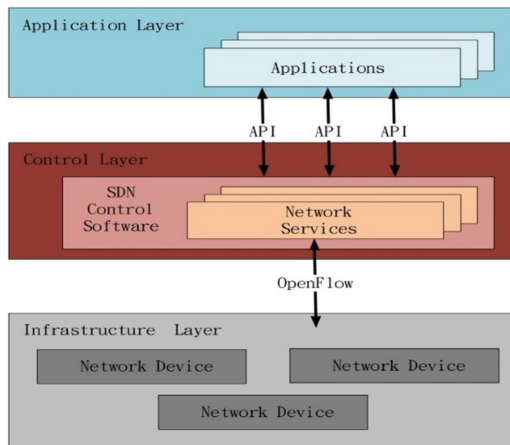 Application Layer
Applications
API API API
Control Layer
SDN
Control
Software
Network
Services
OpenFlow
Infrastructure Layer
Network Device
Network Device
Network Device